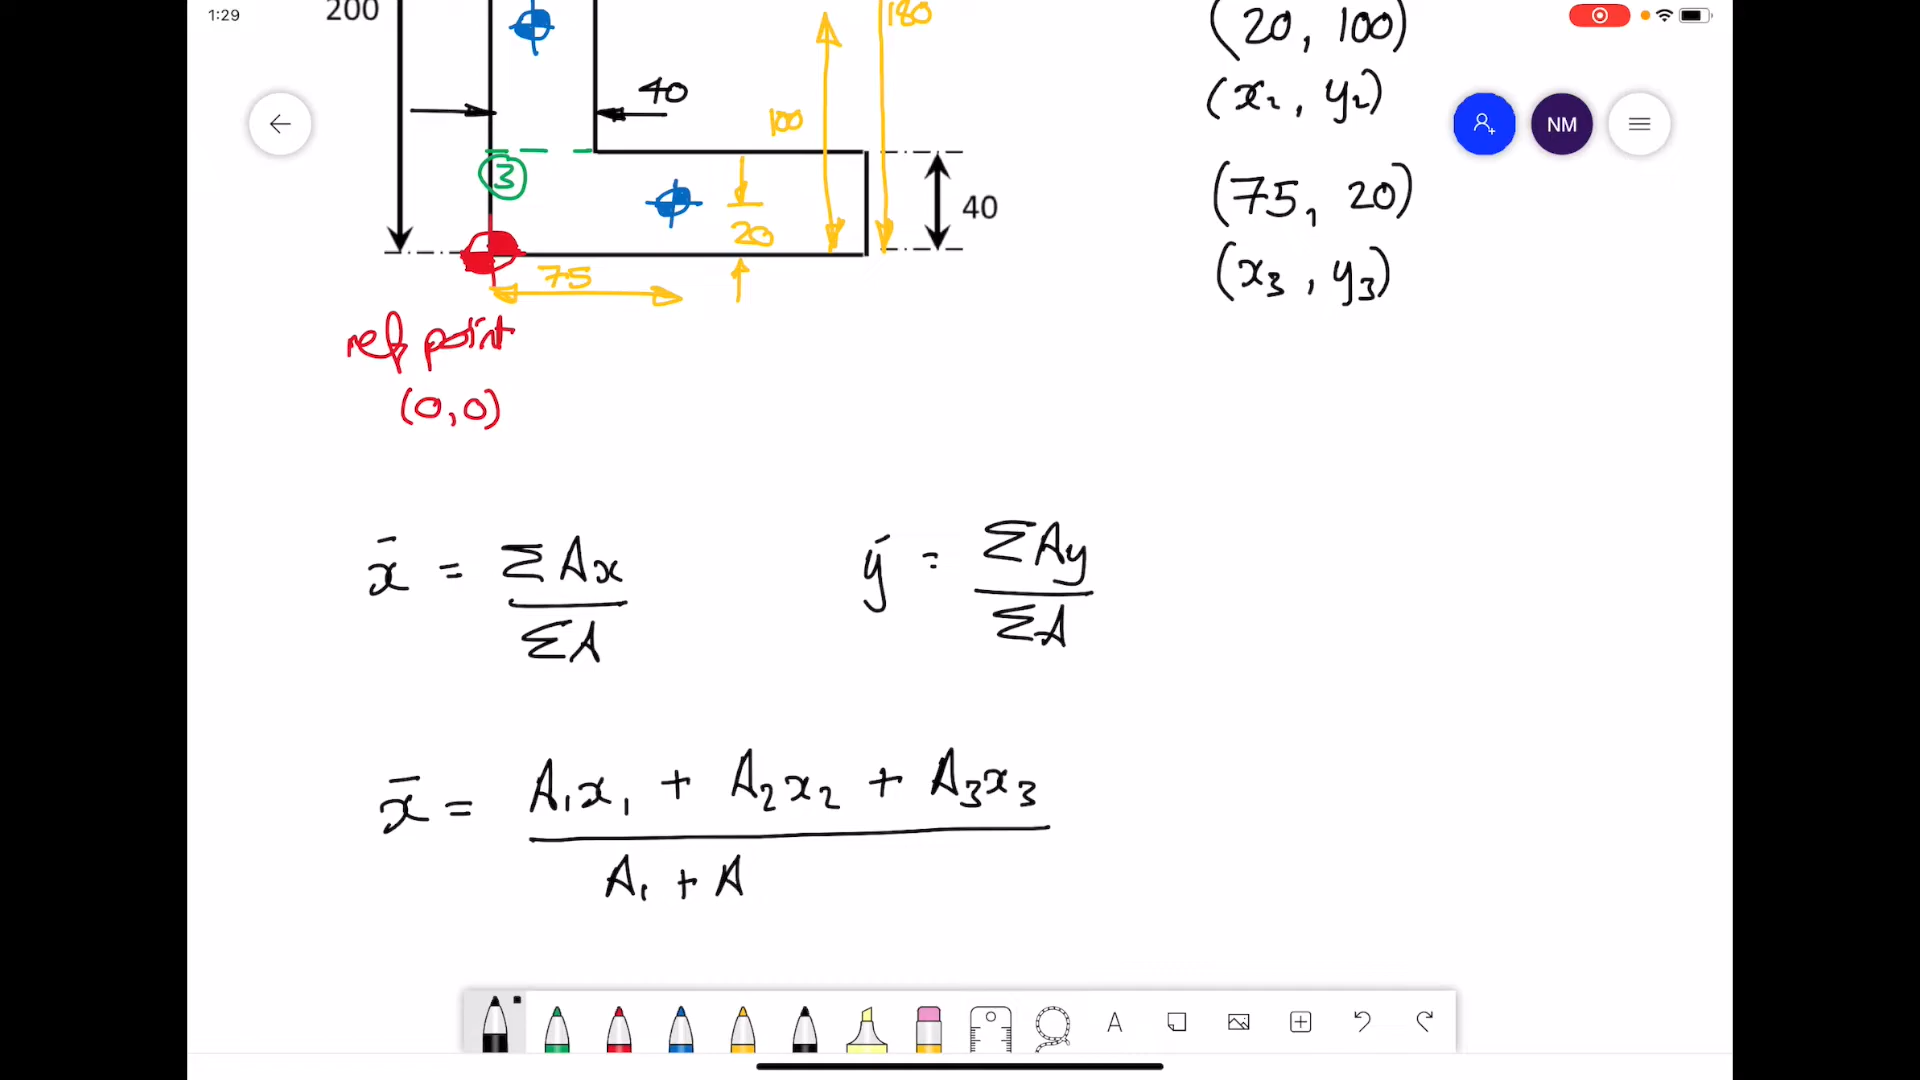 1:29
200
180
(20, 100)
40
(x₂, y₂)
100
NM
3
(75, 20)
40
20
75
(x₃, y₃)
ref point
(0,0)
x̄ = ΣAx / ΣA
ȳ = ΣAy / ΣA
x̄ = A₁x₁ + A₂x₂ + A₃x₃
A₁ + A
A